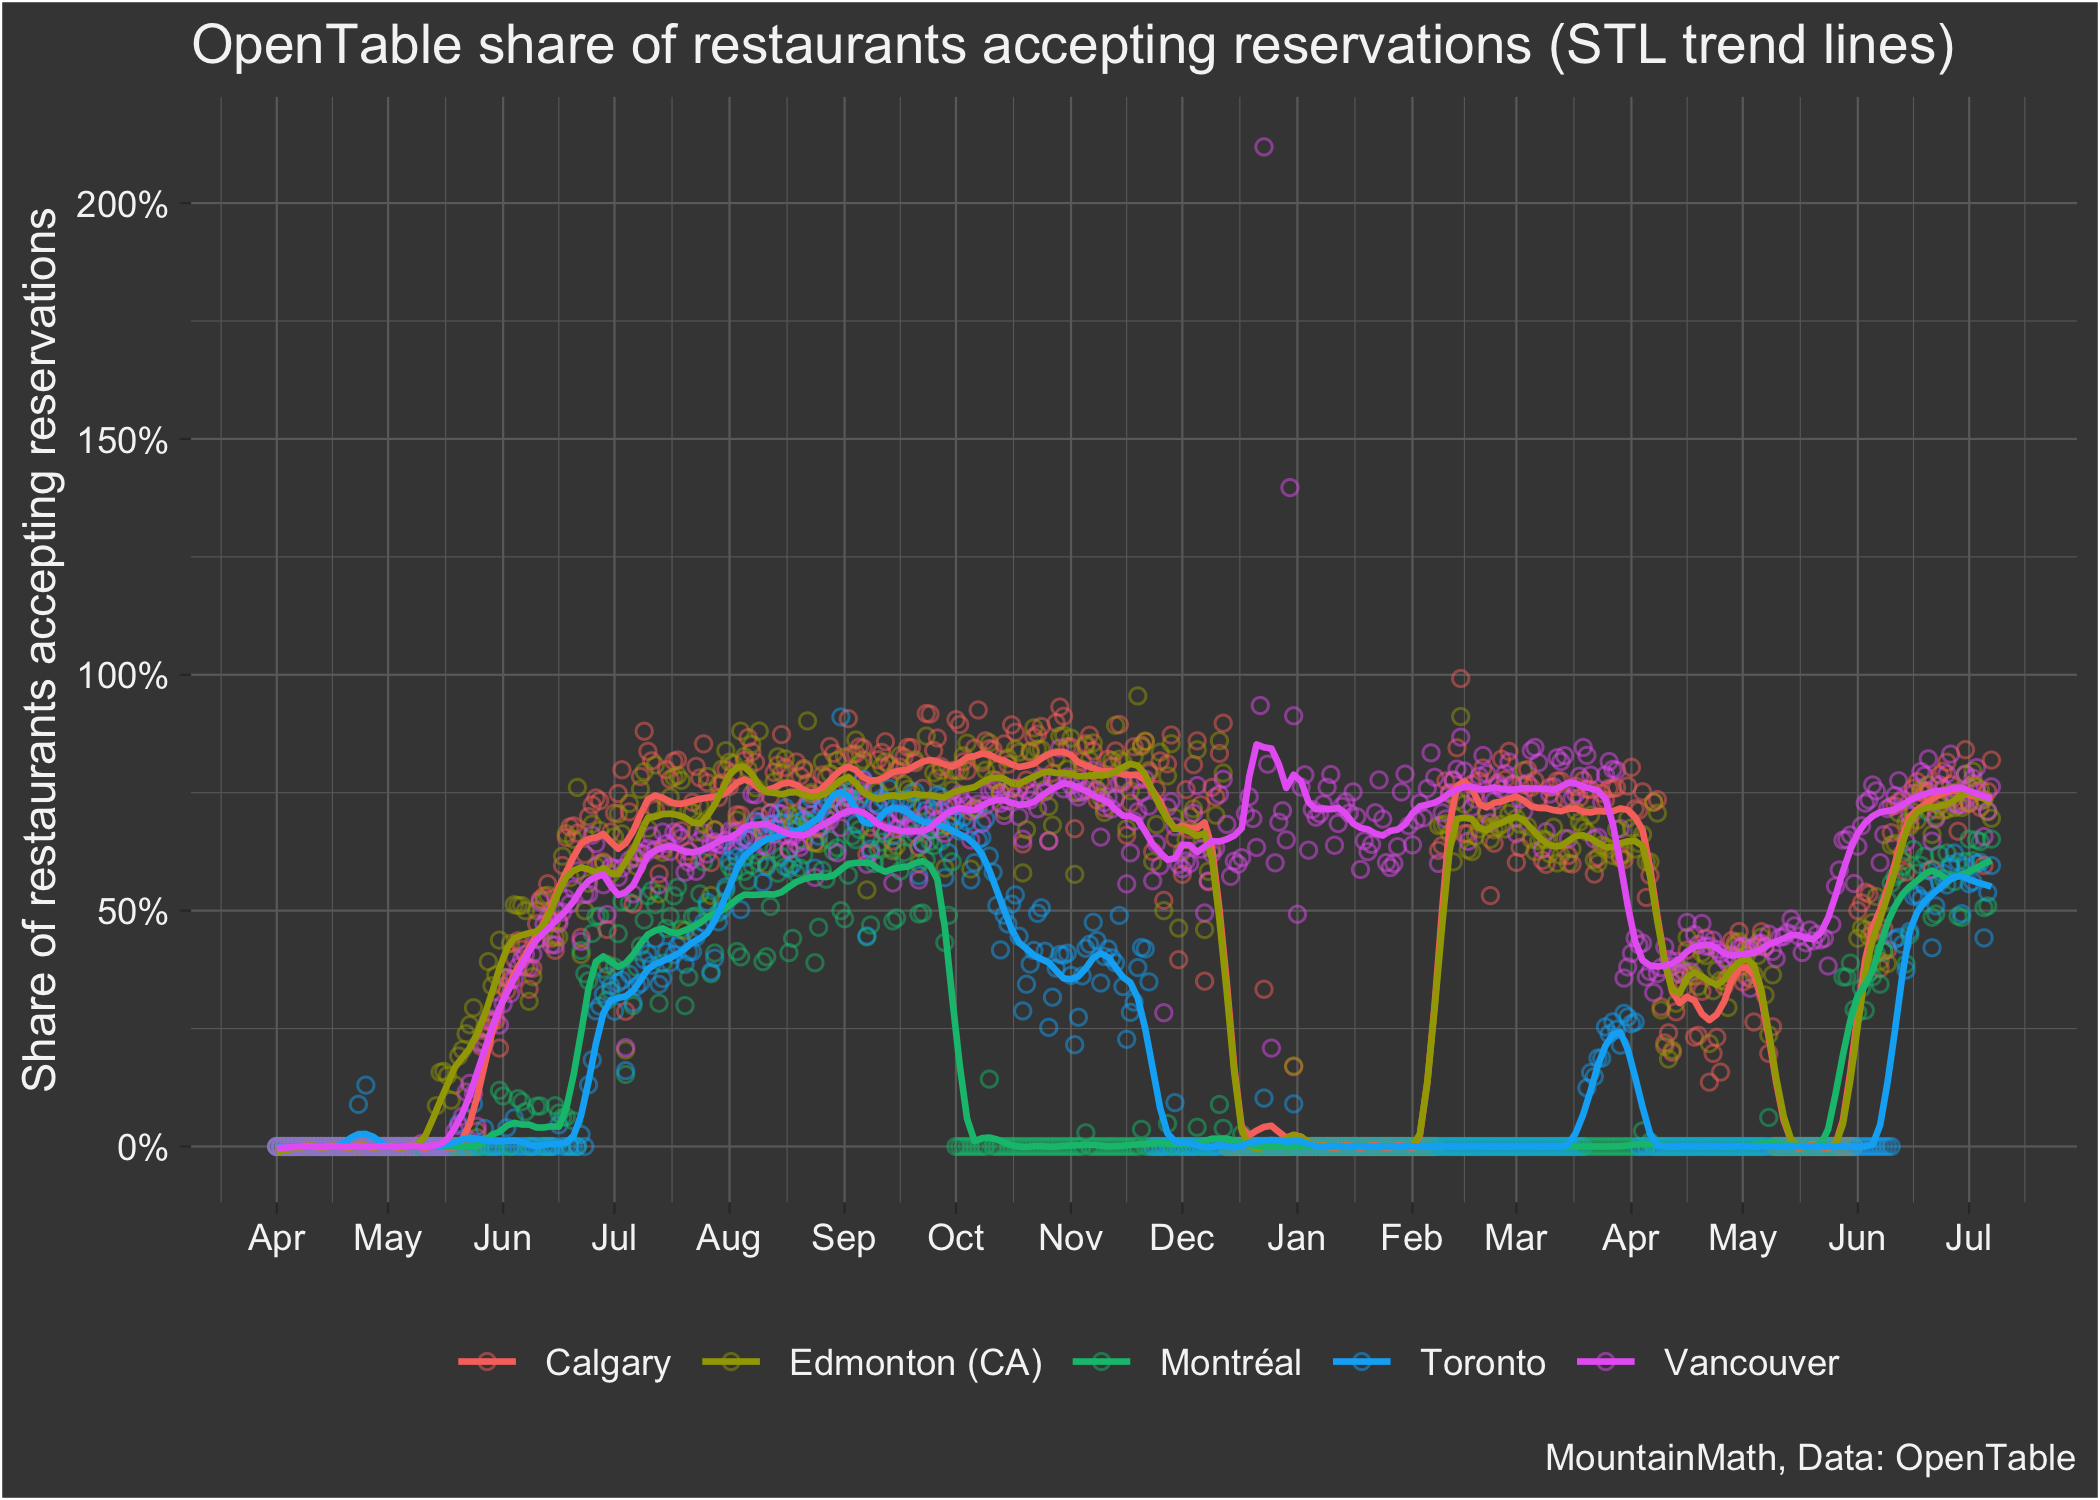 OpenTable share of restaurants accepting reservations (STL trend lines)
Share of restaurants accepting reservations
200%
150%
100%
50%
0%
Apr May Jun Jul Aug Sep Oct Nov Dec Jan Feb Mar Apr May Jun Jul
Calgary Edmonton (CA) Montréal Toronto Vancouver
MountainMath, Data: OpenTable